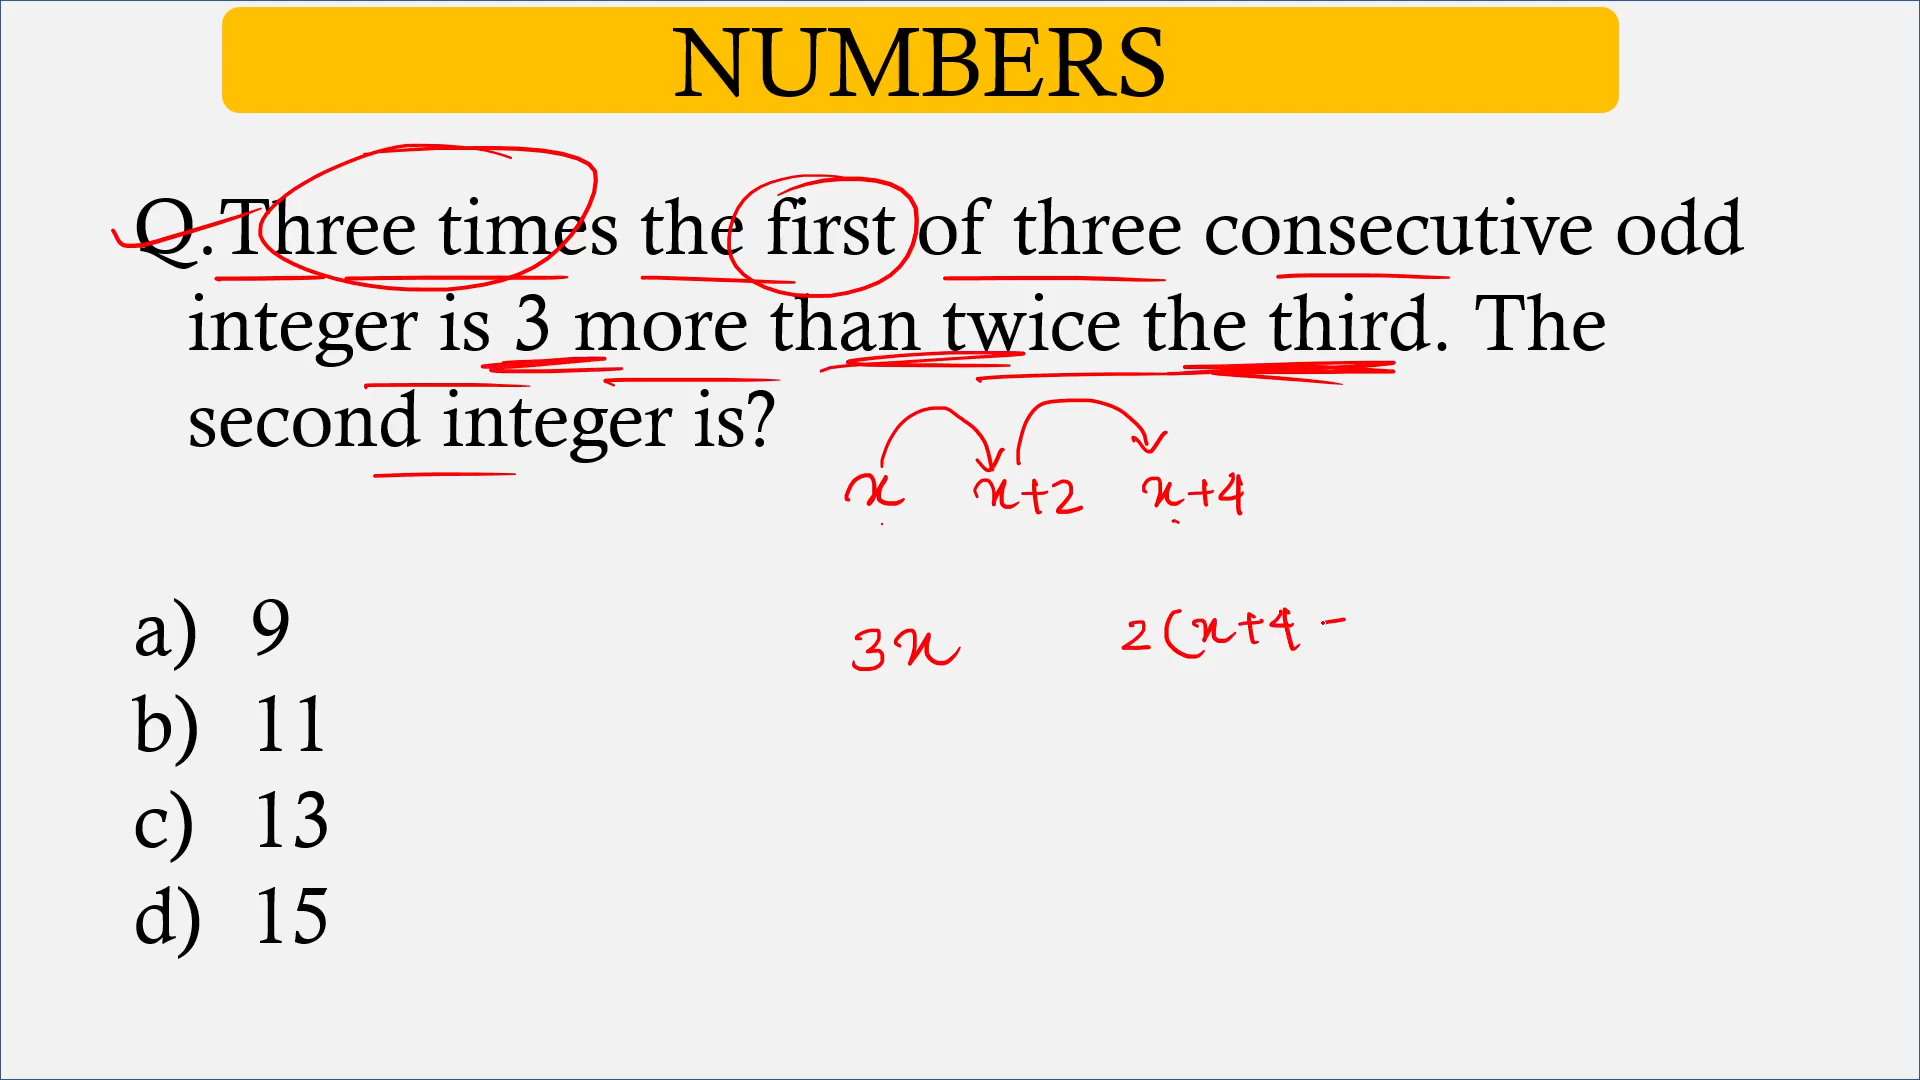 NUMBERS
Q.Three times the first of three consecutive odd
integer is 3 more than twice the third. The
second integer is?
x x+2 x+4
a) 9
3x 2(x+4 -
b) 11
c) 13
d) 15